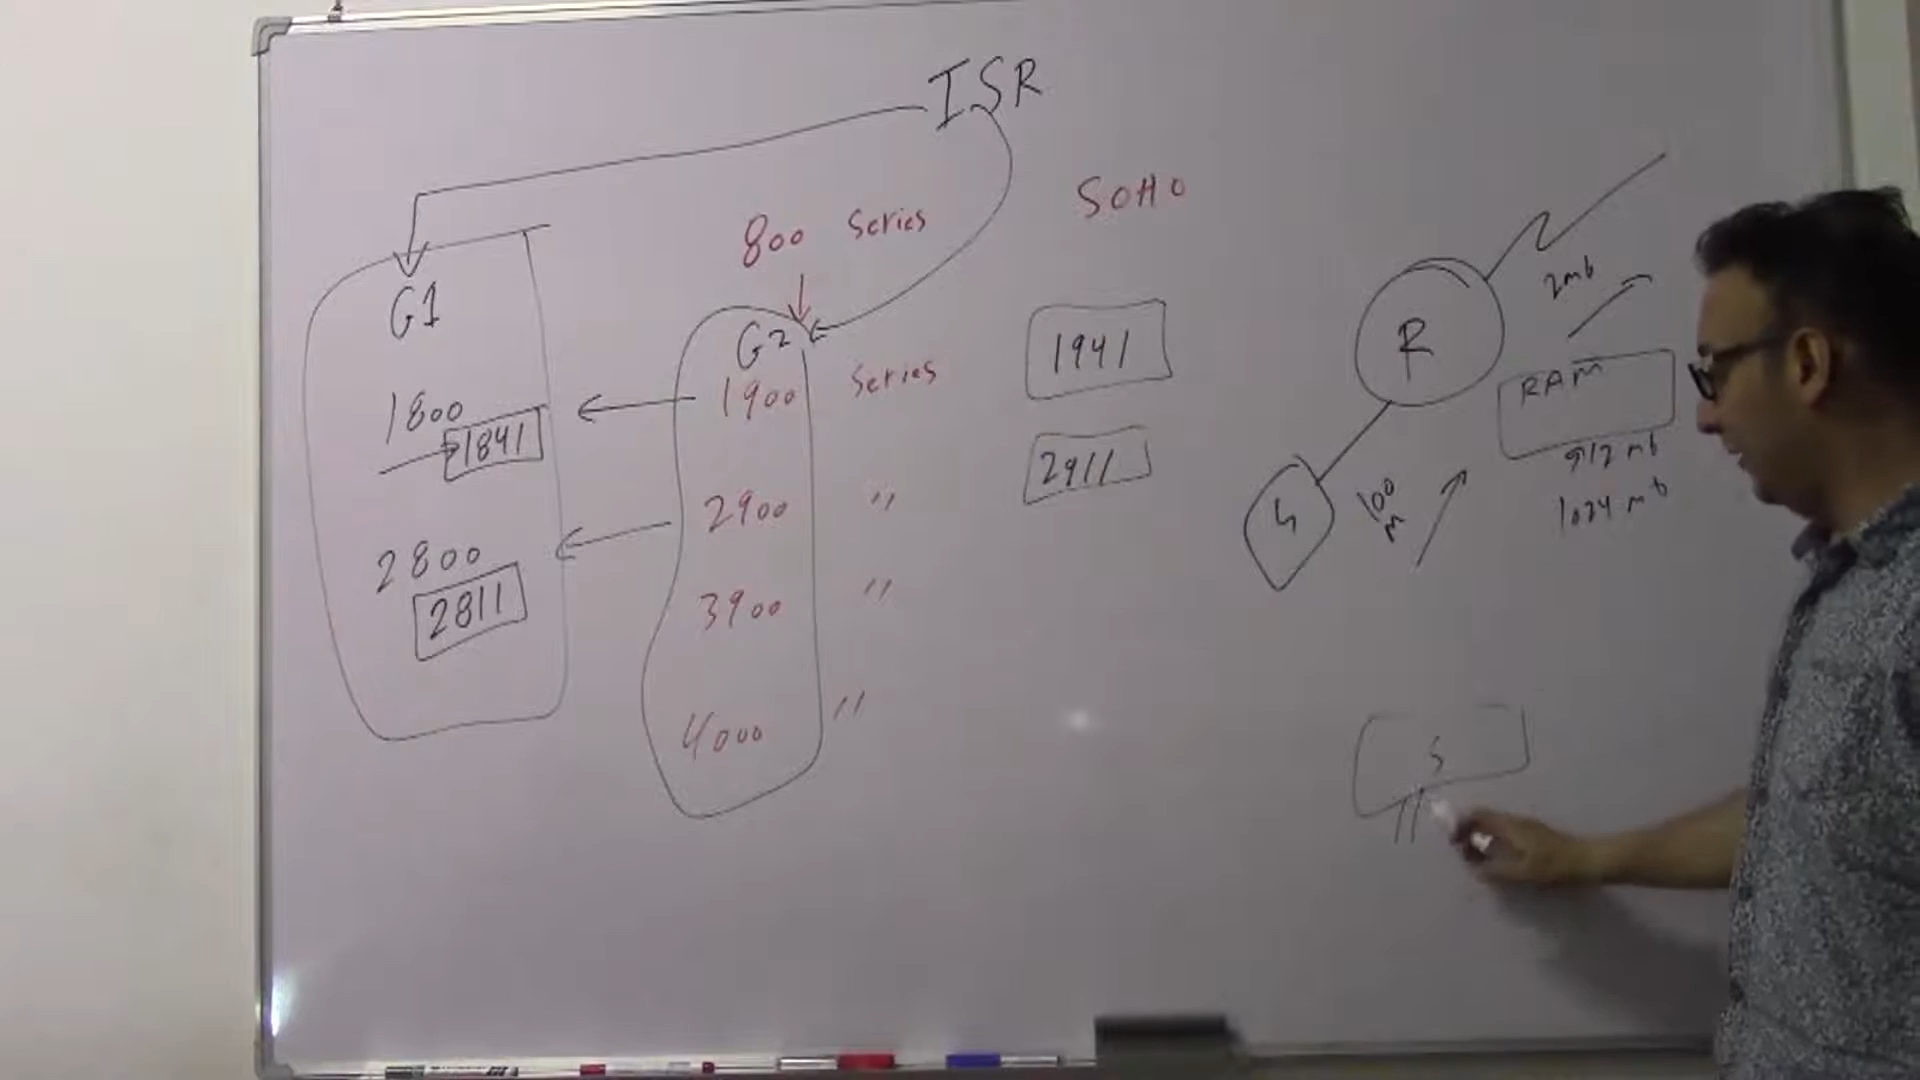 ISR
SOHO
800 Series
G1
G2
1800
1841
2800
2811
1900 Series
2900 "
3900 "
4000 "
1941
2911
R
2mb
RAM
512 mb
1024 mb
S
100
M
S